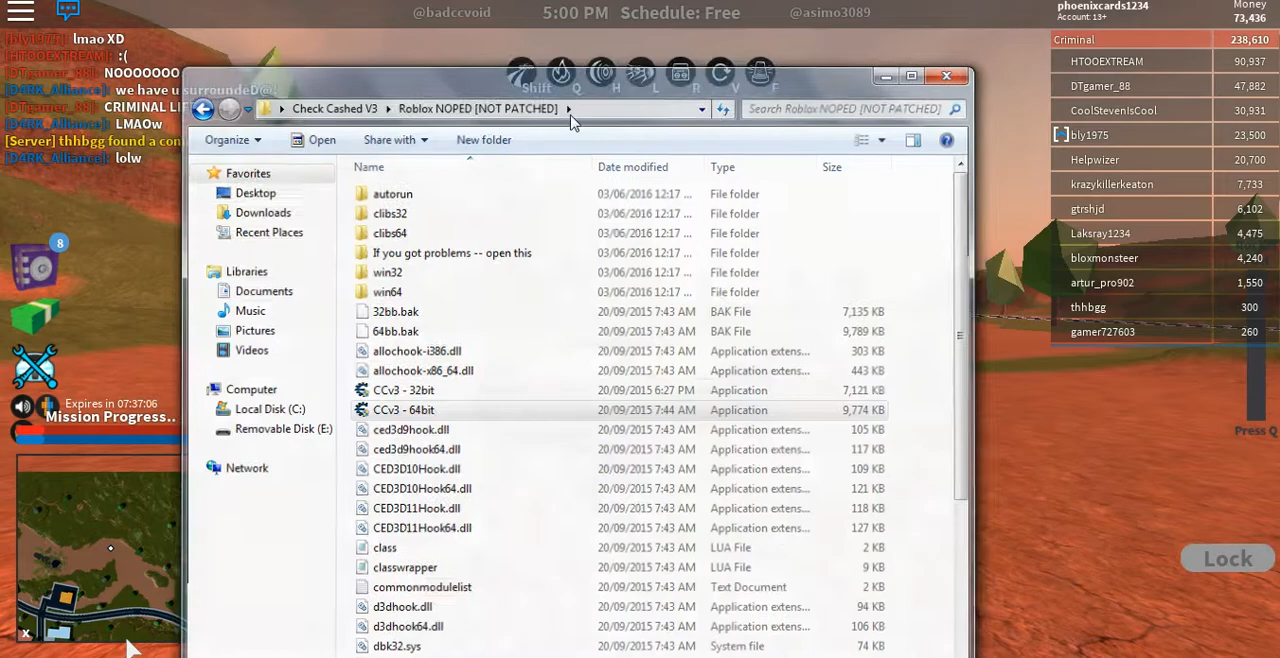 @badccvoid 5:00 PM Schedule: Free @asimo3089
phoenixcards1234
Account: 13+
Money
73,436
Criminal 238,610
HTOOEXTREAM 90,937
DTgamer_88 47,882
CoolStevenIsCool 30,931
bly1975 23,500
Helpwizer 20,700
krazykillerkeaton 7,733
gtrshjd 6,102
Laksray1234 4,475
bloxmonsteer 4,240
artur_pro902 1,550
thhbgg 300
gamer727603 260
[bly1975]: lmao XD
[HTOOEXTREAM]: :(
[DTgamer_88]: NOOOOOOO
[D4RK_Alliance]: we have u surroundeD@!
[DTgamer_88]: CRIMINAL LI
[D4RK_Alliance]: LMAOw
[Server] thhbgg found a con
[D4RK_Alliance]: lolw
Shift Q H L R V F
Check Cashed V3 Roblox NOPED [NOT PATCHED]
Search Roblox NOPED [NOT PATCHED]
Organize Open Share with New folder
Favorites
Desktop
Downloads
Recent Places
Libraries
Documents
Music
Pictures
Videos
Computer
Local Disk (C:)
Removable Disk (E:)
Network
Name Date modified Type Size
autorun 03/06/2016 12:17 ... File folder
clibs32 03/06/2016 12:17 ... File folder
clibs64 03/06/2016 12:17 ... File folder
If you got problems -- open this 03/06/2016 12:17 ... File folder
win32 03/06/2016 12:17 ... File folder
win64 03/06/2016 12:17 ... File folder
32bb.bak 20/09/2015 7:43 AM BAK File 7,135 KB
64bb.bak 20/09/2015 7:43 AM BAK File 9,789 KB
allochook-i386.dll 20/09/2015 7:43 AM Application extens... 303 KB
allochook-x86_64.dll 20/09/2015 7:43 AM Application extens... 443 KB
CCv3 - 32bit 20/09/2015 6:27 PM Application 7,121 KB
CCv3 - 64bit 20/09/2015 7:44 AM Application 9,774 KB
ced3d9hook.dll 20/09/2015 7:43 AM Application extens... 105 KB
ced3d9hook64.dll 20/09/2015 7:43 AM Application extens... 117 KB
CED3D10Hook.dll 20/09/2015 7:43 AM Application extens... 109 KB
CED3D10Hook64.dll 20/09/2015 7:43 AM Application extens... 121 KB
CED3D11Hook.dll 20/09/2015 7:43 AM Application extens... 118 KB
CED3D11Hook64.dll 20/09/2015 7:43 AM Application extens... 127 KB
class 20/09/2015 7:43 AM LUA File 2 KB
classwrapper 20/09/2015 7:43 AM LUA File 9 KB
commonmodulelist 20/09/2015 7:43 AM Text Document 2 KB
d3dhook.dll 20/09/2015 7:43 AM Application extens... 94 KB
d3dhook64.dll 20/09/2015 7:43 AM Application extens... 106 KB
dbk32.sys 20/09/2015 7:43 AM System file 74 KB
8
Expires in 07:37:06
Mission Progress..
x
Press Q
Lock